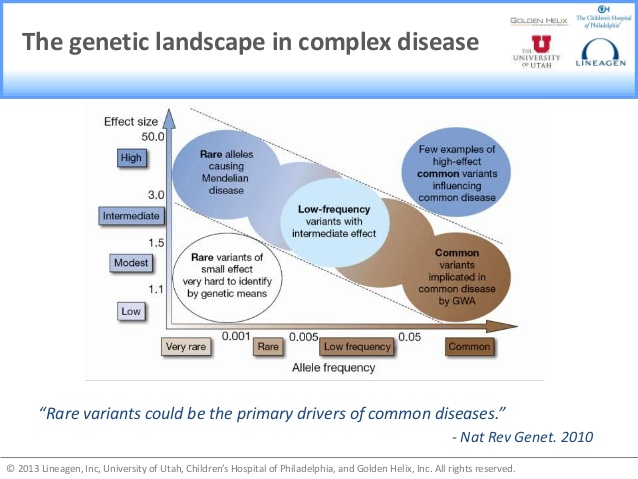 The genetic landscape in complex disease
GOLDEN HELIX
THE
UNIVERSITY
OF UTAH
CH
The Children's Hospital
of Philadelphia
LINEAGEN
Effect size
50.0
High
3.0
Intermediate
1.5
Modest
1.1
Low
Rare alleles
causing
Mendelian
disease
Low-frequency
variants with
intermediate effect
Few examples of
high-effect
common variants
influencing
common disease
Rare variants of
small effect
very hard to identify
by genetic means
Common
variants
implicated in
common disease
by GWA
0.001
0.005
0.05
Very rare
Rare
Low frequency
Common
Allele frequency
“Rare variants could be the primary drivers of common diseases.”
- Nat Rev Genet. 2010
© 2013 Lineagen, Inc, University of Utah, Children’s Hospital of Philadelphia, and Golden Helix, Inc. All rights reserved.